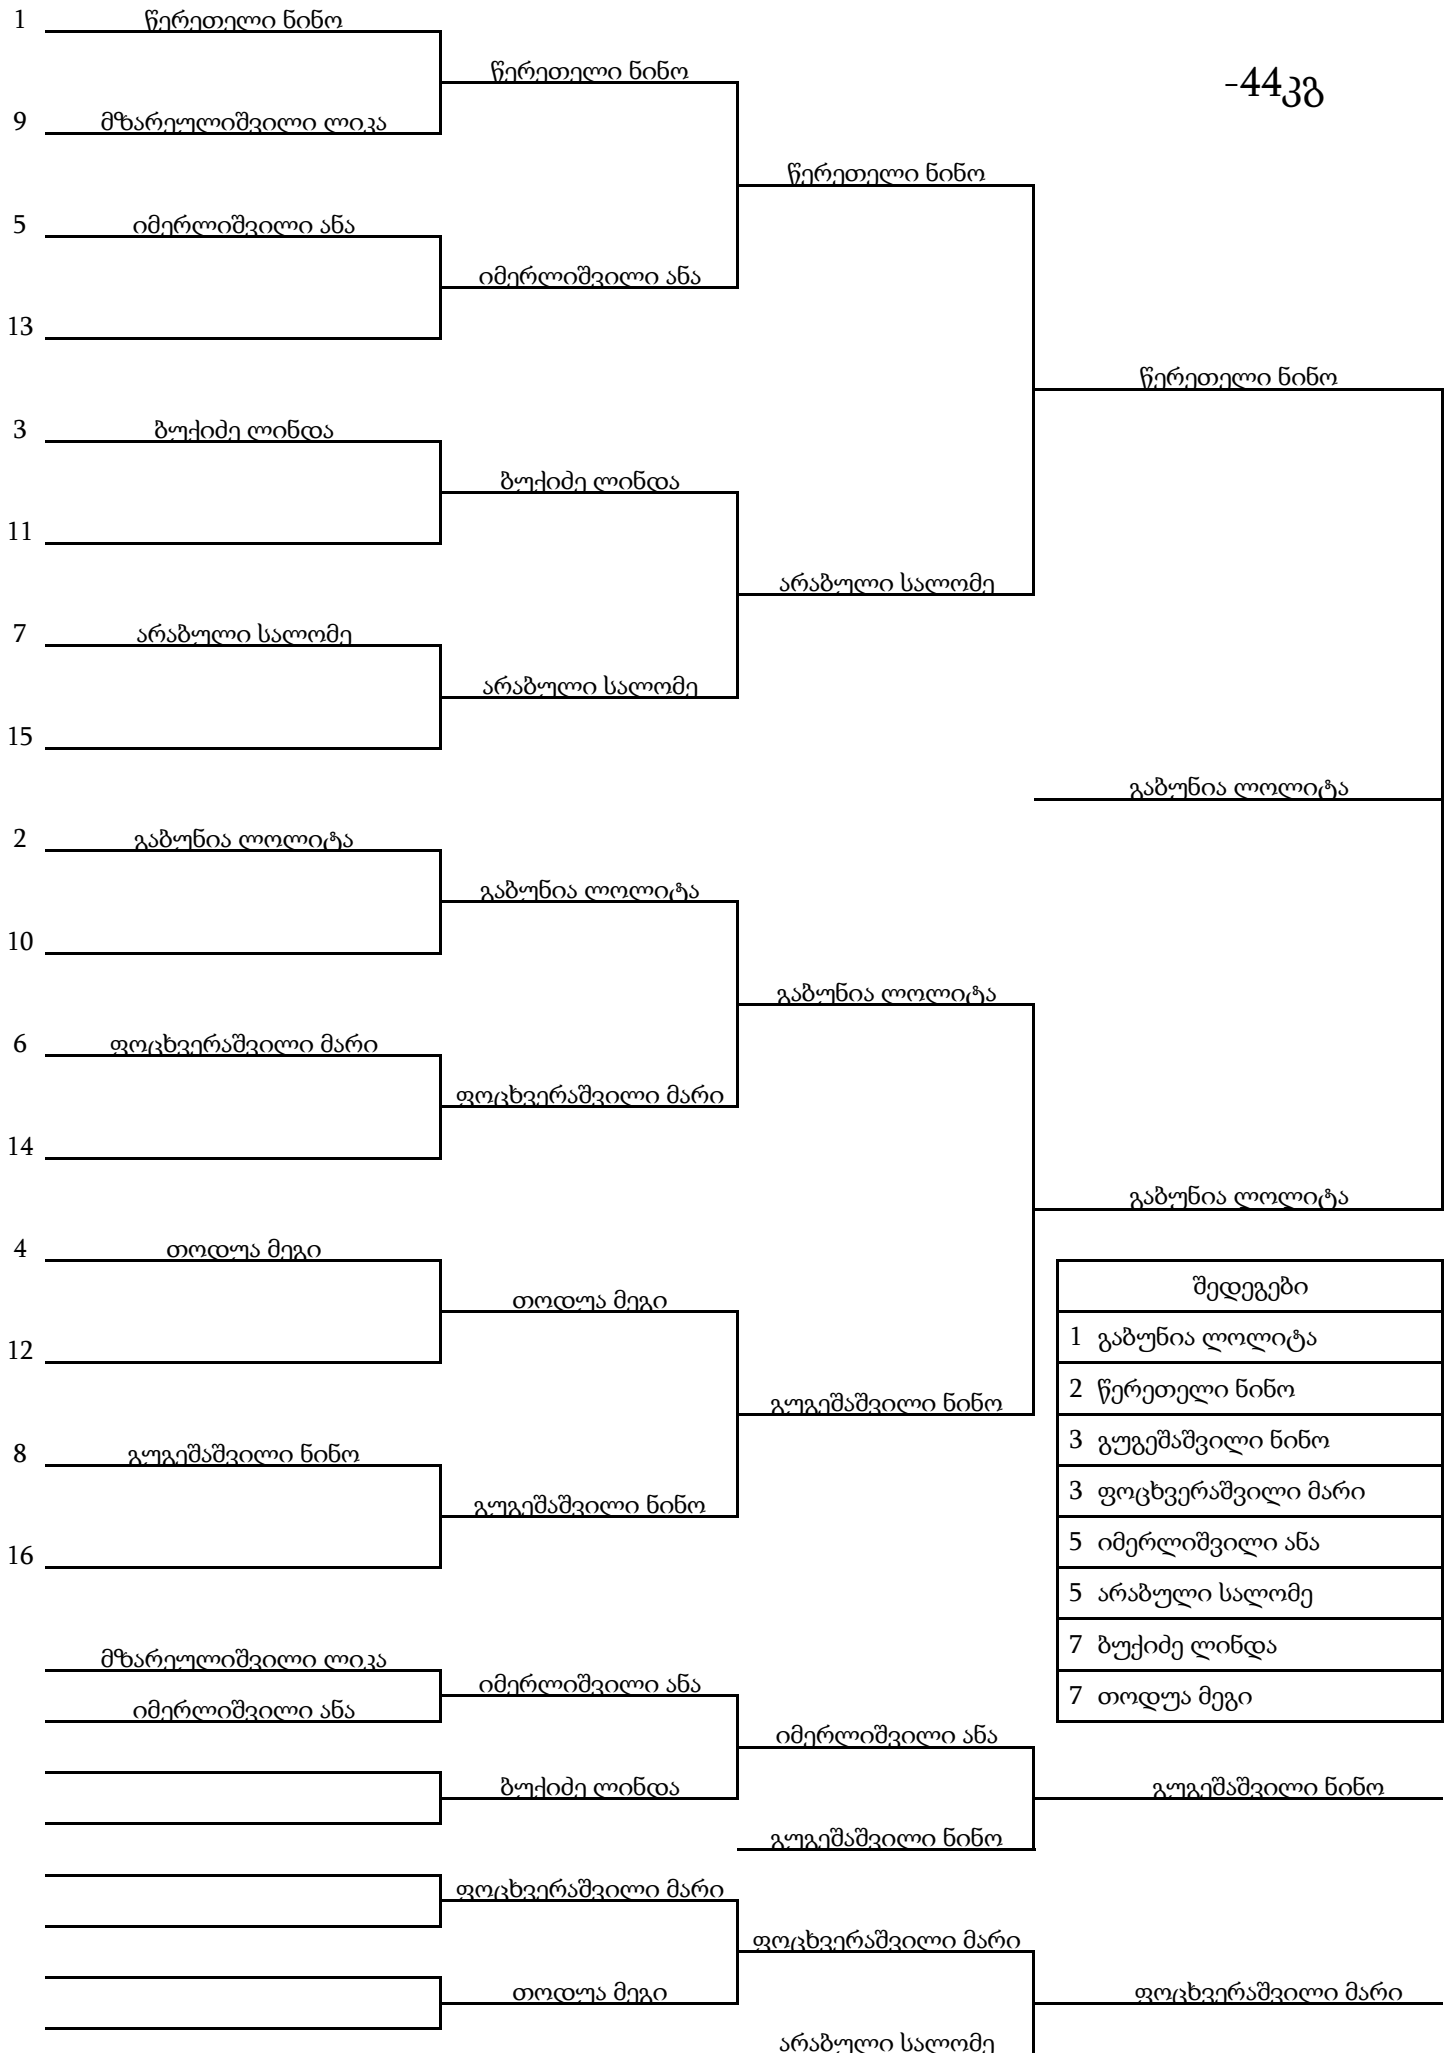 1 წერეთელი ნინო
წერეთელი ნინო
-44კგ
9 მზარეულიშვილი ლიკა
წერეთელი ნინო
5 იმერლიშვილი ანა
იმერლიშვილი ანა
13
წერეთელი ნინო
3 ბუქიძე ლინდა
ბუქიძე ლინდა
11
არაბული სალომე
7 არაბული სალომე
არაბული სალომე
15
გაბუნია ლოლიტა
2 გაბუნია ლოლიტა
გაბუნია ლოლიტა
10
გაბუნია ლოლიტა
6 ფოცხვერაშვილი მარი
ფოცხვერაშვილი მარი
14
გაბუნია ლოლიტა
4 თოდუა მეგი
თოდუა მეგი
12
გუგეშაშვილი ნინო
8 გუგეშაშვილი ნინო
გუგეშაშვილი ნინო
16
შედეგები
1 გაბუნია ლოლიტა
2 წერეთელი ნინო
3 გუგეშაშვილი ნინო
3 ფოცხვერაშვილი მარი
5 იმერლიშვილი ანა
5 არაბული სალომე
7 ბუქიძე ლინდა
7 თოდუა მეგი
მზარეულიშვილი ლიკა
იმერლიშვილი ანა
იმერლიშვილი ანა
იმერლიშვილი ანა
ბუქიძე ლინდა
გუგეშაშვილი ნინო
გუგეშაშვილი ნინო
ფოცხვერაშვილი მარი
ფოცხვერაშვილი მარი
თოდუა მეგი
ფოცხვერაშვილი მარი
არაბული სალომე